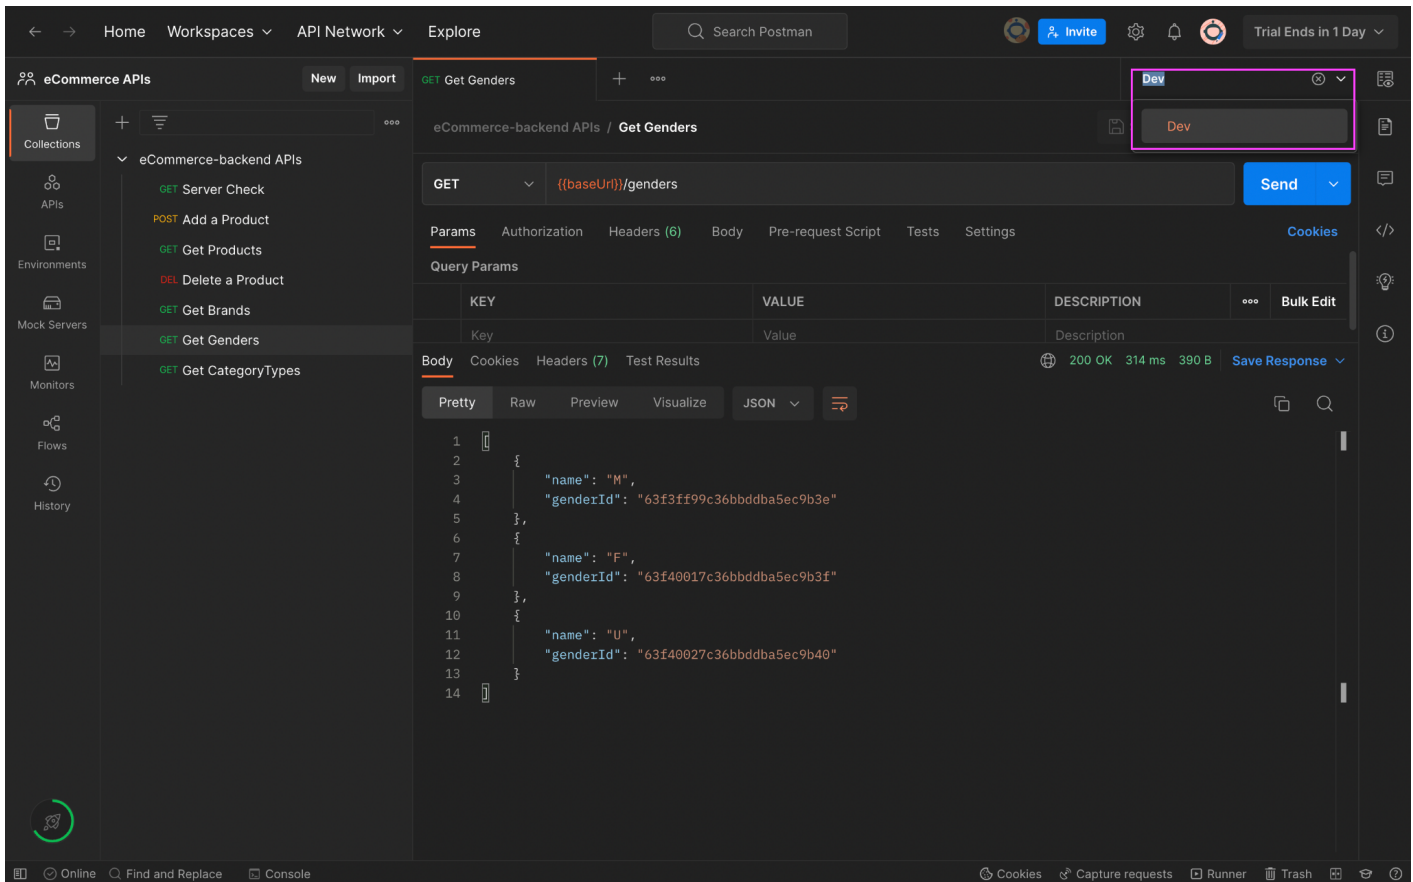 Home Workspaces API Network Explore Search Postman Invite Trial Ends in 1 Day
eCommerce APIs New Import GET Get Genders Dev
Collections
eCommerce-backend APIs / Get Genders Dev
eCommerce-backend APIs
APIs
GET Server Check
GET {{baseUrl}}/genders Send
POST Add a Product
Params Authorization Headers (6) Body Pre-request Script Tests Settings Cookies
Environments
GET Get Products
Query Params
DEL Delete a Product
KEY VALUE DESCRIPTION Bulk Edit
Mock Servers
GET Get Brands
Key Value Description
GET Get Genders
Body Cookies Headers (7) Test Results 200 OK 314 ms 390 B Save Response
Monitors
GET Get CategoryTypes
Pretty Raw Preview Visualize JSON
Flows
History
1 [
2 {
3 "name": "M",
4 "genderId": "63f3ff99c36bbddba5ec9b3e"
5 },
6 {
7 "name": "F",
8 "genderId": "63f40017c36bbddba5ec9b3f"
9 },
10 {
11 "name": "U",
12 "genderId": "63f40027c36bbddba5ec9b40"
13 }
14 ]
Online Find and Replace Console Cookies Capture requests Runner Trash